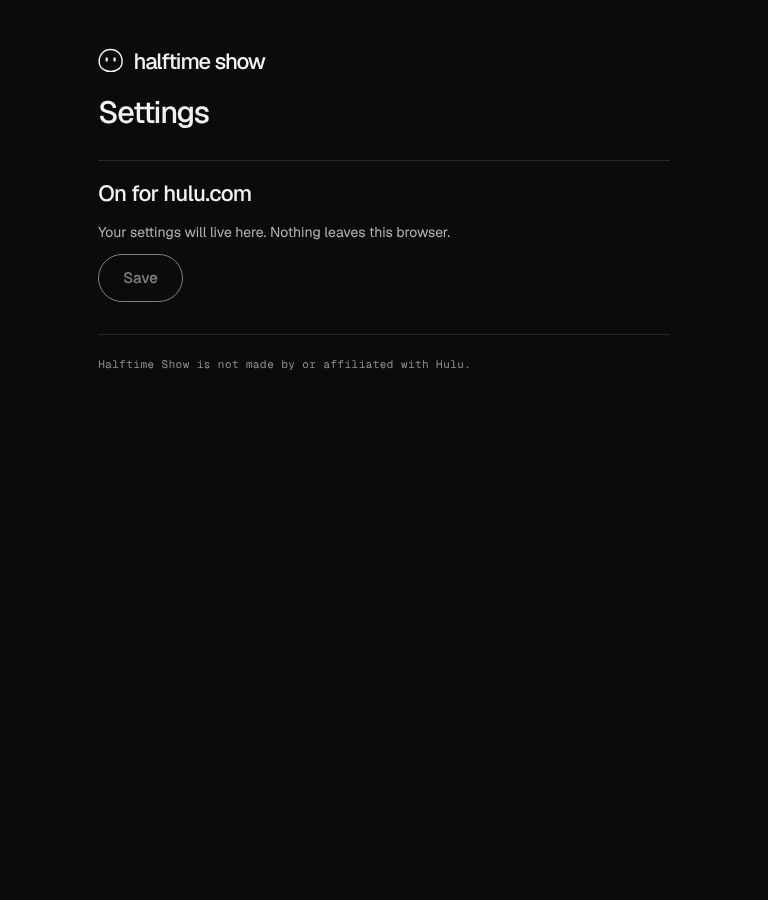 halftime show
Settings
On for hulu.com
Your settings will live here. Nothing leaves this browser.
Save
Halftime Show is not made by or affiliated with Hulu.